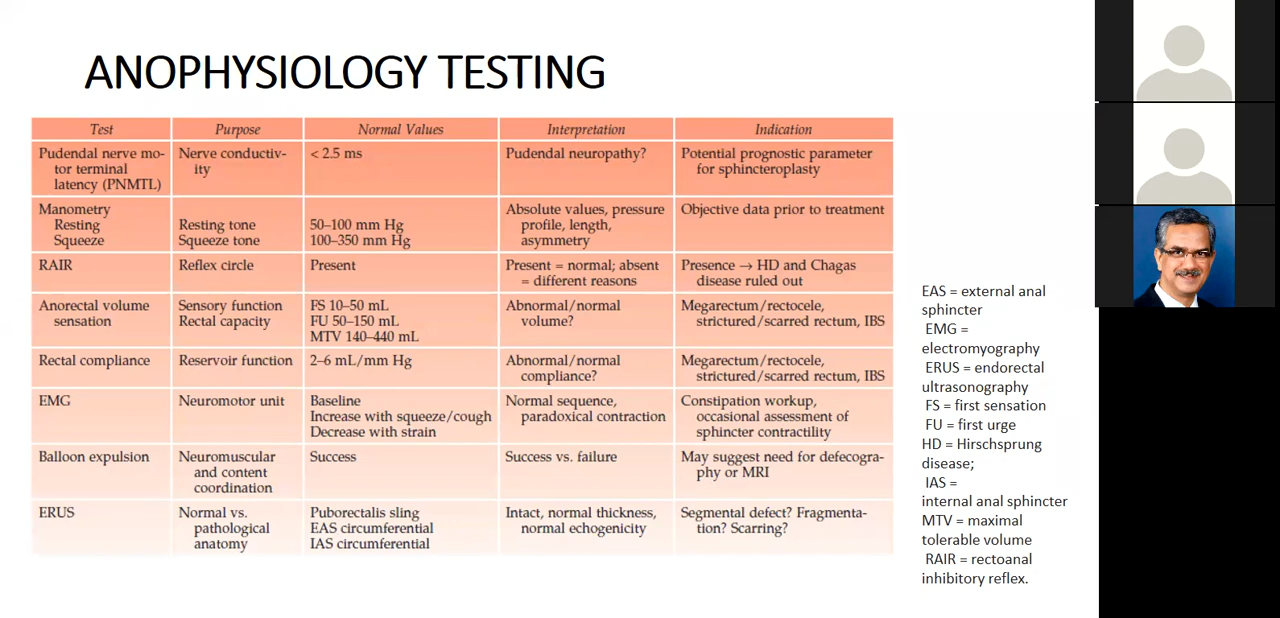 ANOPHYSIOLOGY TESTING
Test Purpose Normal Values Interpretation Indication
Pudendal nerve mo- Nerve conductiv- < 2.5 ms Pudendal neuropathy? Potential prognostic parameter
tor terminal ity for sphincteroplasty
latency (PNMTL)
Manometry Absolute values, pressure Objective data prior to treatment
Resting Resting tone 50–100 mm Hg profile, length,
Squeeze Squeeze tone 100–350 mm Hg asymmetry
RAIR Reflex circle Present Present = normal; absent Presence → HD and Chagas
= different reasons disease ruled out
Anorectal volume Sensory function FS 10–50 mL Abnormal/normal Megarectum/rectocele,
sensation Rectal capacity FU 50–150 mL volume? strictured/scarred rectum, IBS
MTV 140–440 mL
Rectal compliance Reservoir function 2–6 mL/mm Hg Abnormal/normal Megarectum/rectocele,
compliance? strictured/scarred rectum, IBS
EMG Neuromotor unit Baseline Normal sequence, Constipation workup,
Increase with squeeze/cough paradoxical contraction occasional assessment of
Decrease with strain sphincter contractility
Balloon expulsion Neuromuscular Success Success vs. failure May suggest need for defecogra-
and content phy or MRI
coordination
ERUS Normal vs. Puborectalis sling Intact, normal thickness, Segmental defect? Fragmenta-
pathological EAS circumferential normal echogenicity tion? Scarring?
anatomy IAS circumferential
EAS = external anal
sphincter
EMG =
electromyography
ERUS = endorectal
ultrasonography
FS = first sensation
FU = first urge
HD = Hirschsprung
disease;
IAS =
internal anal sphincter
MTV = maximal
tolerable volume
RAIR = rectoanal
inhibitory reflex.